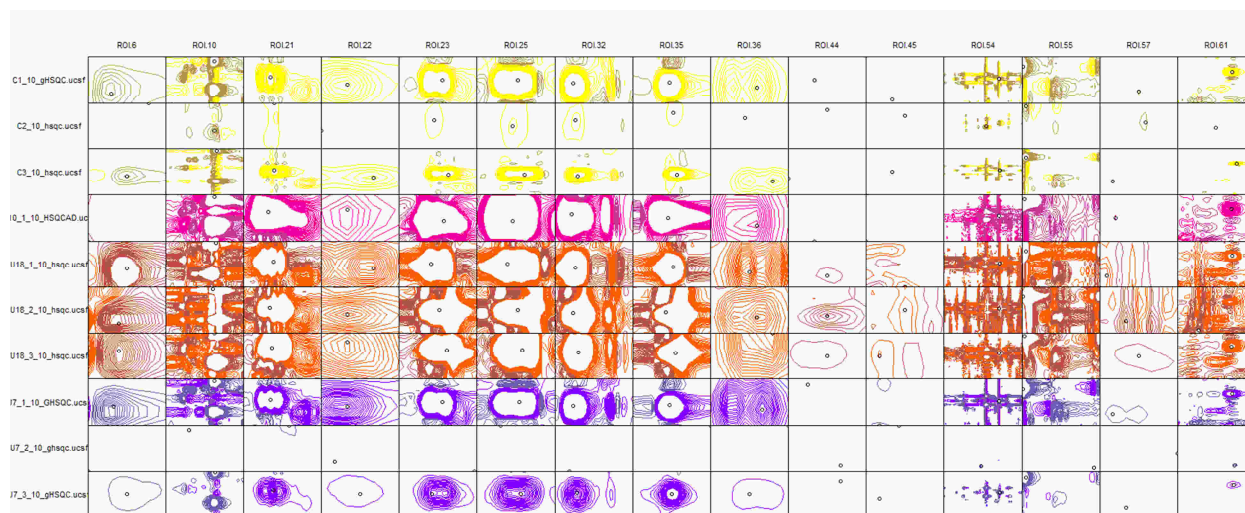 ROI.6 ROI.10 ROI.21 ROI.22 ROI.23 ROI.25 ROI.32 ROI.35 ROI.36 ROI.44 ROI.45 ROI.54 ROI.55 ROI.57 ROI.61
C1_10_gHSQC.ucsf
C2_10_hsqc.ucsf
C3_10_hsqc.ucsf
10_1_10_HSQCAD.uc
U18_1_10_hsqc.ucsf
U18_2_10_hsqc.ucsf
U18_3_10_hsqc.ucsf
U7_1_10_GHSQC.ucsf
U7_2_10_ghsqc.ucsf
J7_3_10_gHSQC.ucsf